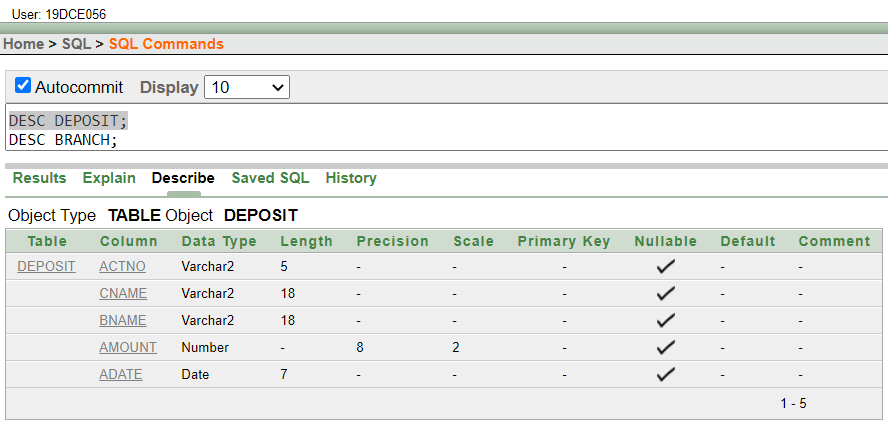 User: 19DCE056
Home > SQL > SQL Commands
Autocommit Display 10
DESC DEPOSIT;
DESC BRANCH;
Results Explain Describe Saved SQL History
Object Type TABLE Object DEPOSIT
Table Column Data Type Length Precision Scale Primary Key Nullable Default Comment
DEPOSIT ACTNO Varchar2 5 - - - - -
CNAME Varchar2 18 - - - - -
BNAME Varchar2 18 - - - - -
AMOUNT Number - 8 2 - - -
ADATE Date 7 - - - - -
1 - 5